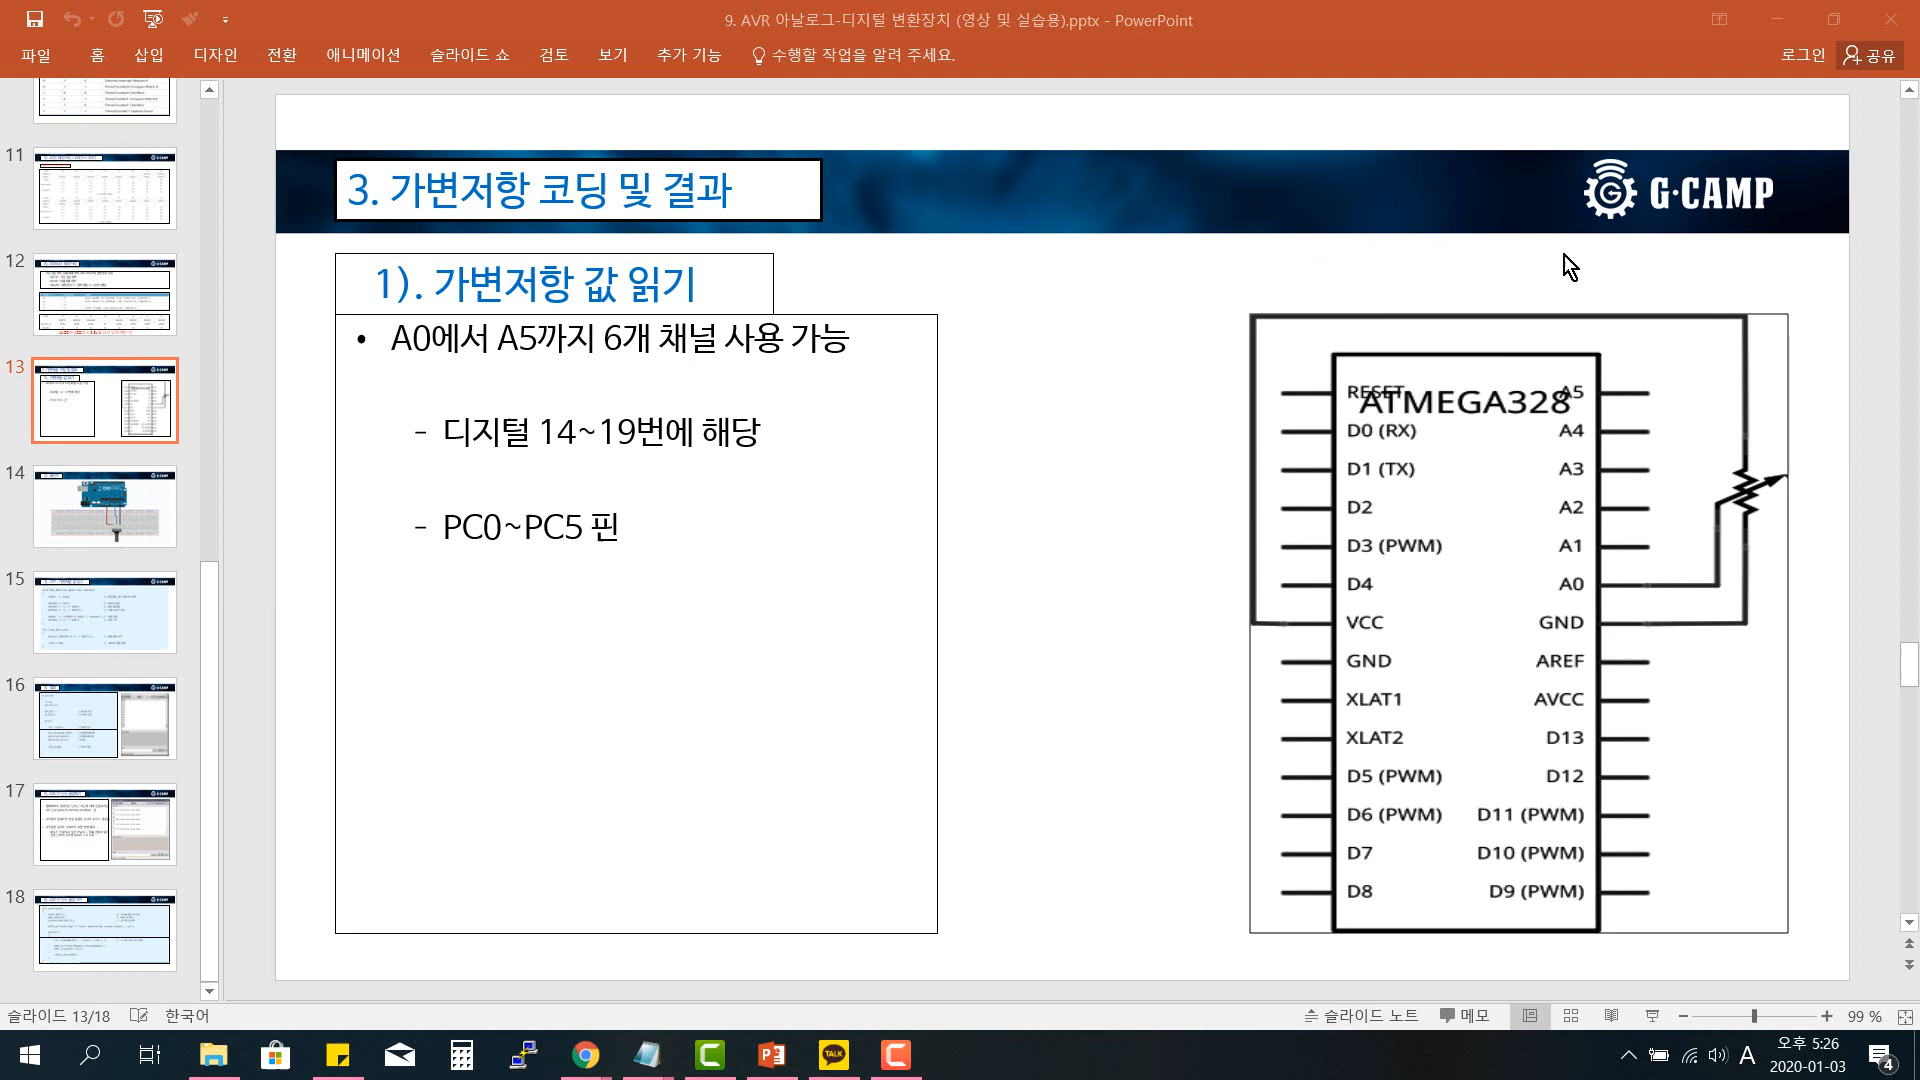 9. AVR 아날로그-디지털 변환장치 (영상 및 실습용).pptx - PowerPoint
파일 홈 삽입 디자인 전환 애니메이션 슬라이드 쇼 검토 보기 추가 기능 수행할 작업을 알려 주세요. 로그인 공유
11
12
13
14
15
16
17
18
3. 가변저항 코딩 및 결과
G·CAMP
1). 가변저항 값 읽기
• A0에서 A5까지 6개 채널 사용 가능
- 디지털 14~19번에 해당
- PC0~PC5 핀
ATMEGA328
RESET A5
D0 (RX) A4
D1 (TX) A3
D2 A2
D3 (PWM) A1
D4 A0
VCC GND
GND AREF
XLAT1 AVCC
XLAT2 D13
D5 (PWM) D12
D6 (PWM) D11 (PWM)
D7 D10 (PWM)
D8 D9 (PWM)
슬라이드 13/18 한국어 슬라이드 노트 메모 99 %
TALK
A
오후 5:26
2020-01-03
4